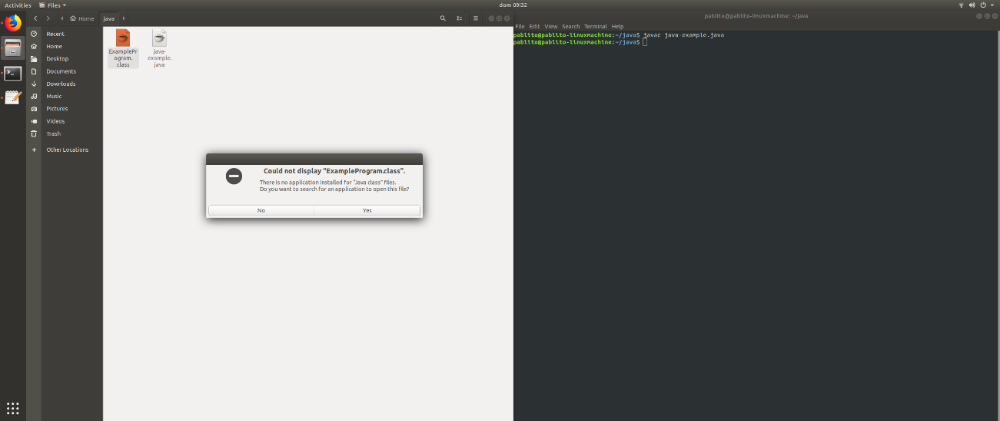 Activities
Files
dom 09:32
Home
java
pablito@pablito-linuxmachine: ~/java
Recent
Home
Desktop
Documents
Downloads
Music
Pictures
Videos
Trash
Other Locations
ExamplePr
ogram.
class
java-
example.
java
Could not display “ExampleProgram.class”.
There is no application installed for “Java class” files.
Do you want to search for an application to open this file?
No
Yes
File Edit View Search Terminal Help
pablito@pablito-linuxmachine:~/java$ javac java-example.java
pablito@pablito-linuxmachine:~/java$